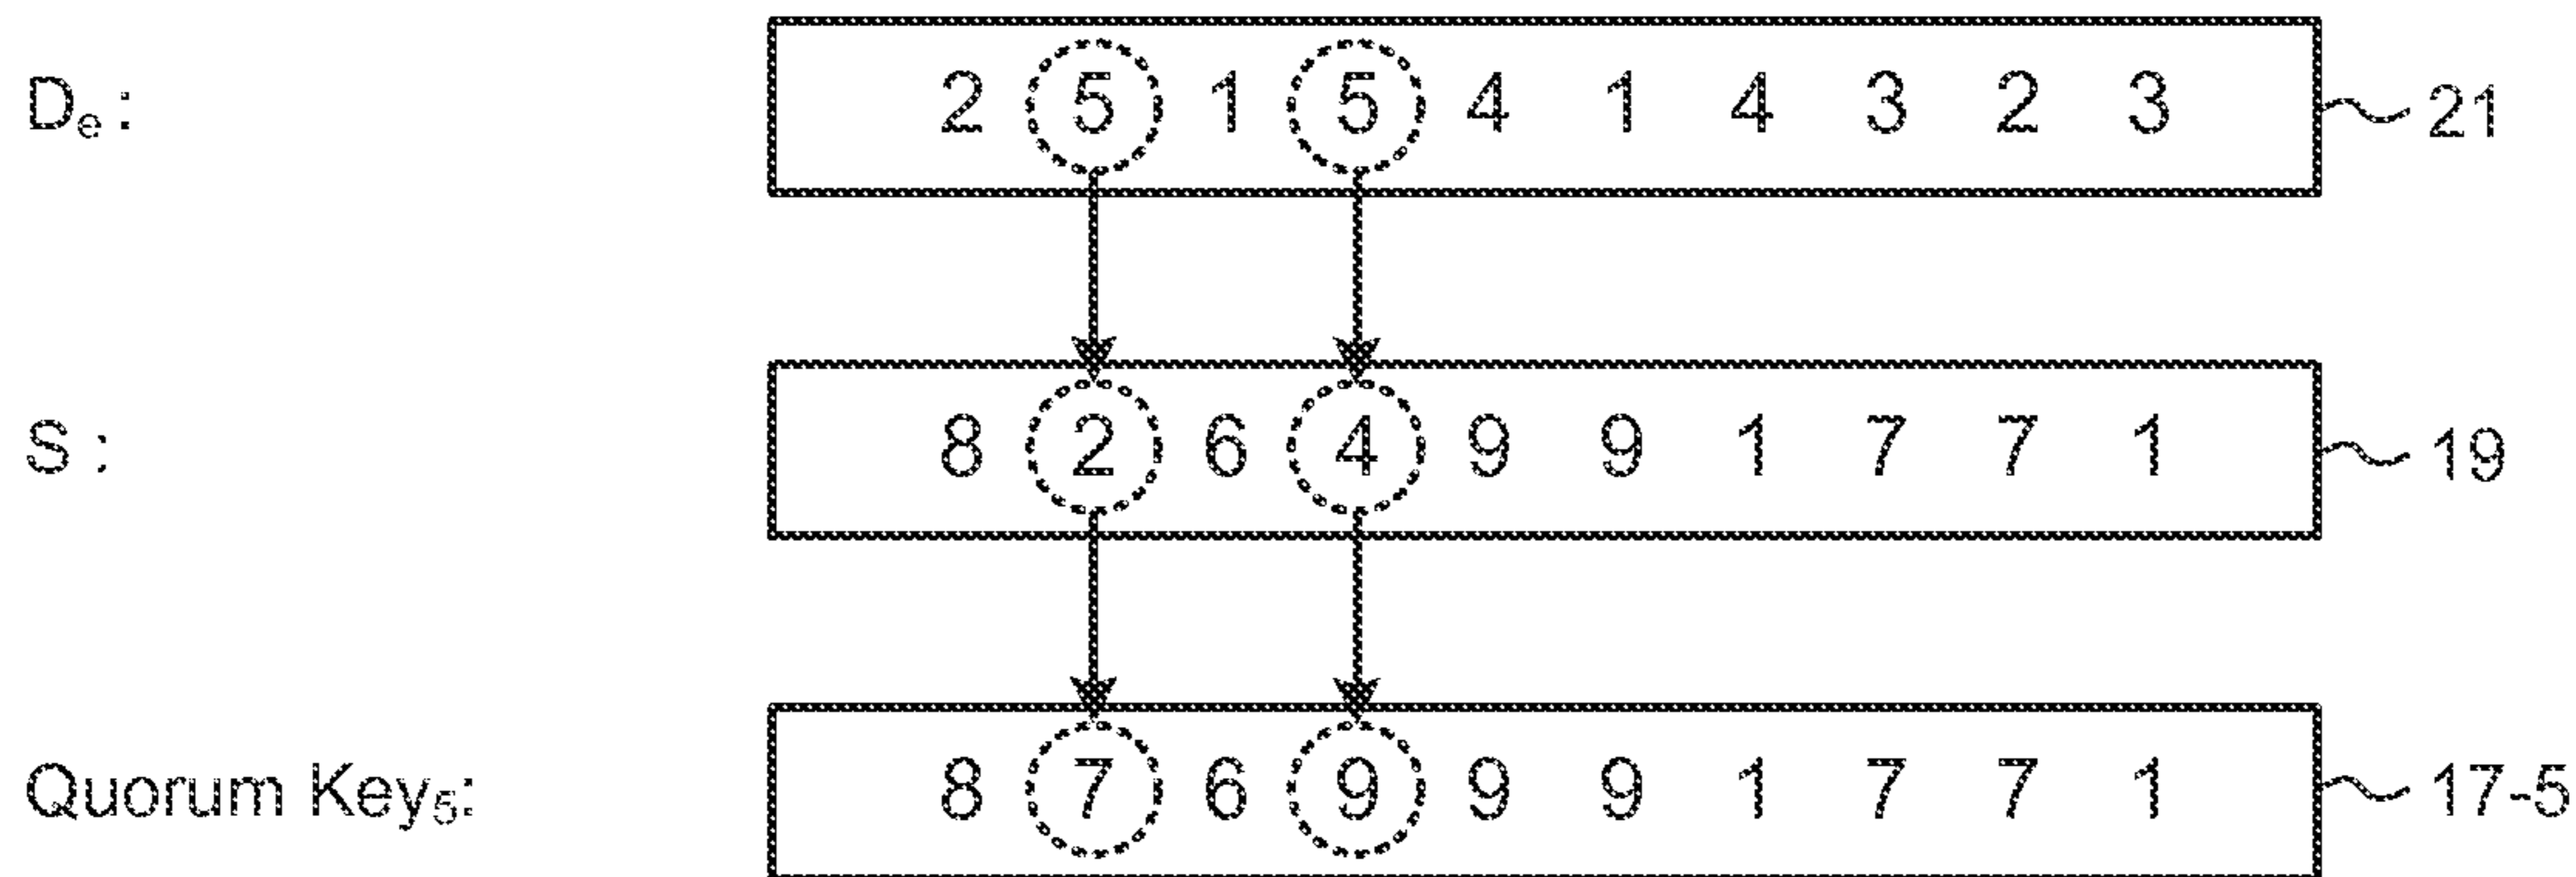 Dₑ : 2 5 1 5 4 1 4 3 2 3 21
S : 8 2 6 4 9 9 1 7 7 1 19
Quorum Key₅: 8 7 6 9 9 9 1 7 7 1 17-5